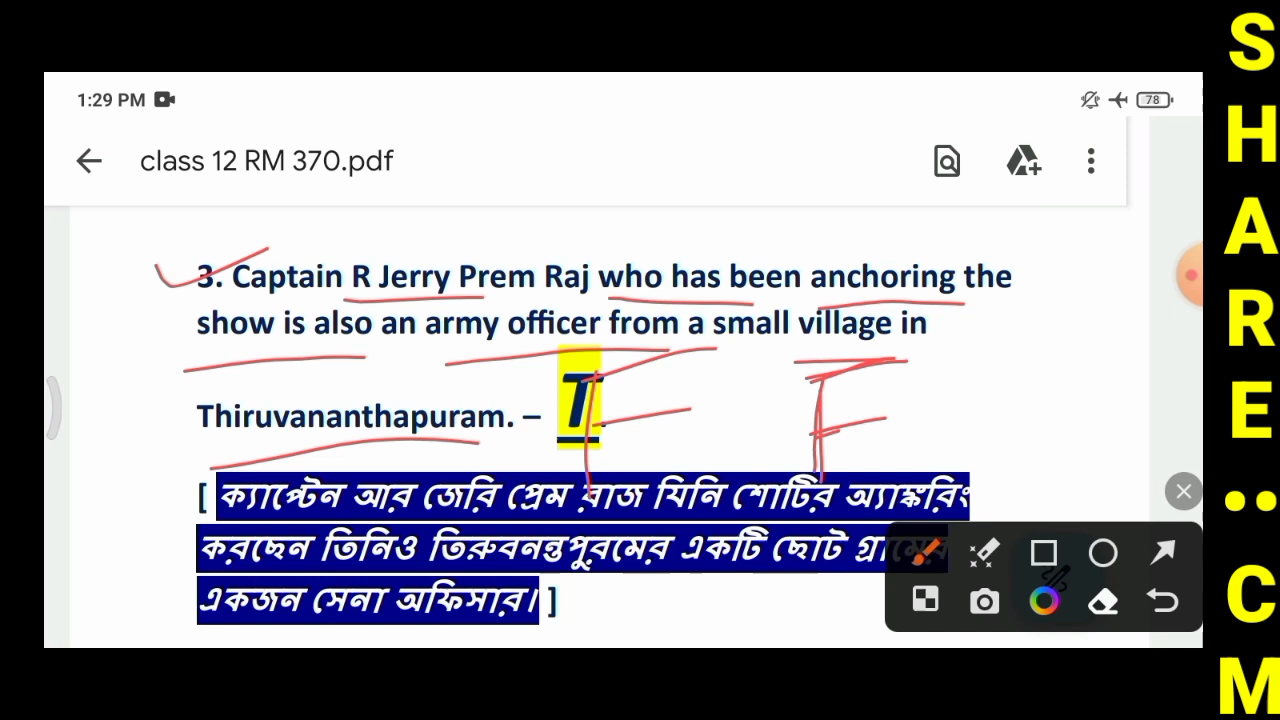 1:29 PM
78
class 12 RM 370.pdf
3. Captain R Jerry Prem Raj who has been anchoring the
show is also an army officer from a small village in
Thiruvananthapuram. – T.
F F
[ ক্যাপ্টেন আর জেরি প্রেম রাজ যিনি শোটির অ্যাঙ্করিং
করছেন তিনিও তিরুবনন্তপুরমের একটি ছোট গ্রামের
একজন সেনা অফিসার। ]
SHARE..CM